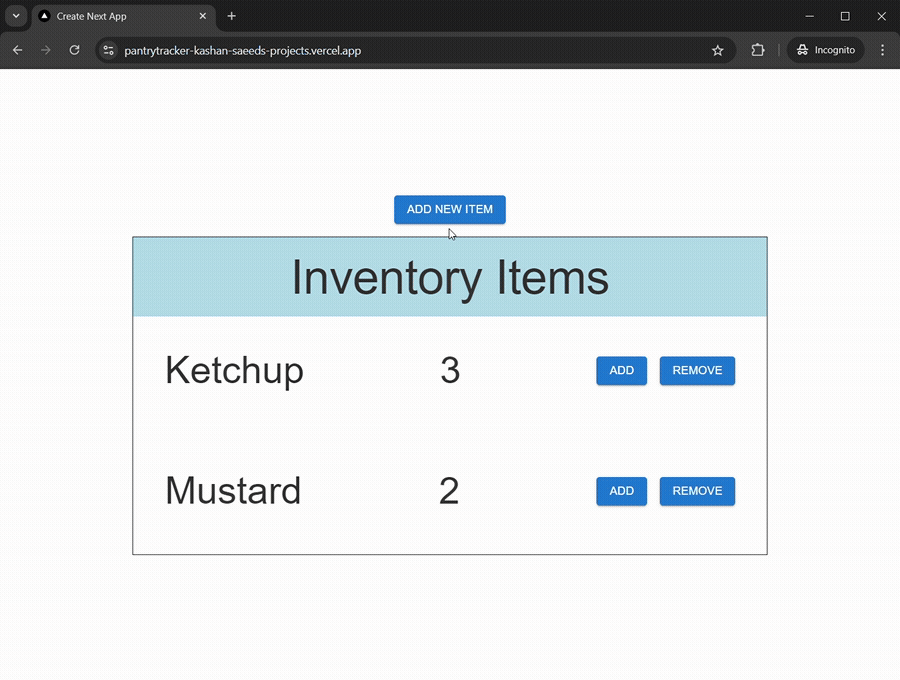 Create Next App
pantrytracker-kashan-saeeds-projects.vercel.app
Incognito
ADD NEW ITEM
Inventory Items
Ketchup 3 ADD REMOVE
Mustard 2 ADD REMOVE